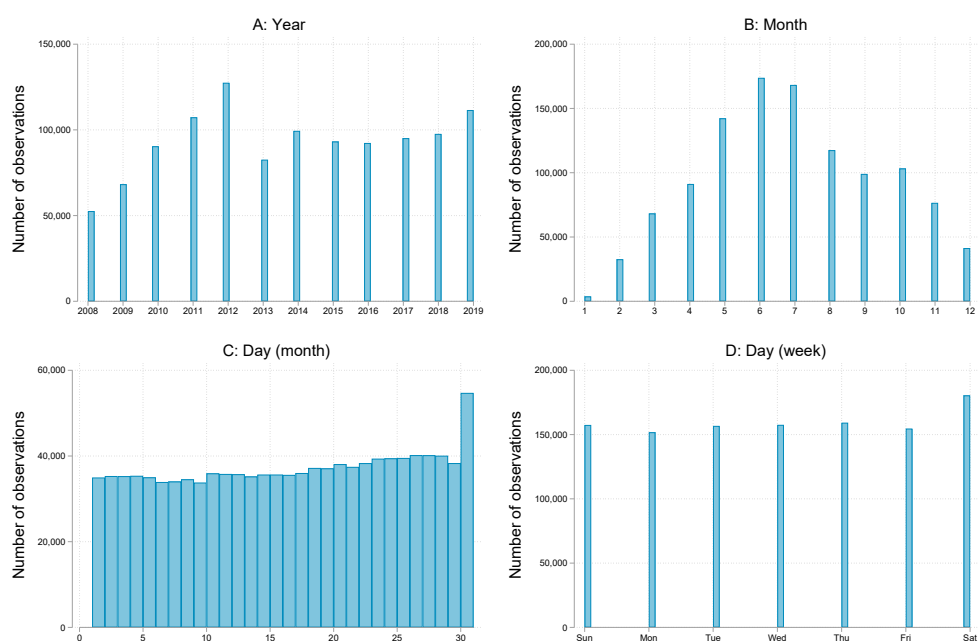 A: Year
Number of observations
150,000
100,000
50,000
0
2008 2009 2010 2011 2012 2013 2014 2015 2016 2017 2018 2019
B: Month
Number of observations
200,000
150,000
100,000
50,000
0
1 2 3 4 5 6 7 8 9 10 11 12
C: Day (month)
Number of observations
60,000
40,000
20,000
0
0 5 10 15 20 25 30
D: Day (week)
Number of observations
200,000
150,000
100,000
50,000
0
Sun Mon Tue Wed Thu Fri Sat